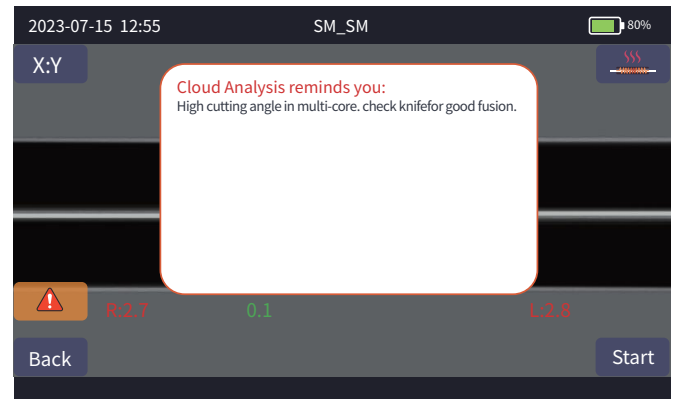 2023-07-15 12:55 SM_SM 80%
X:Y
Cloud Analysis reminds you:
High cutting angle in multi-core. check knifefor good fusion.
R:2.7 0.1 L:2.8
Back Start